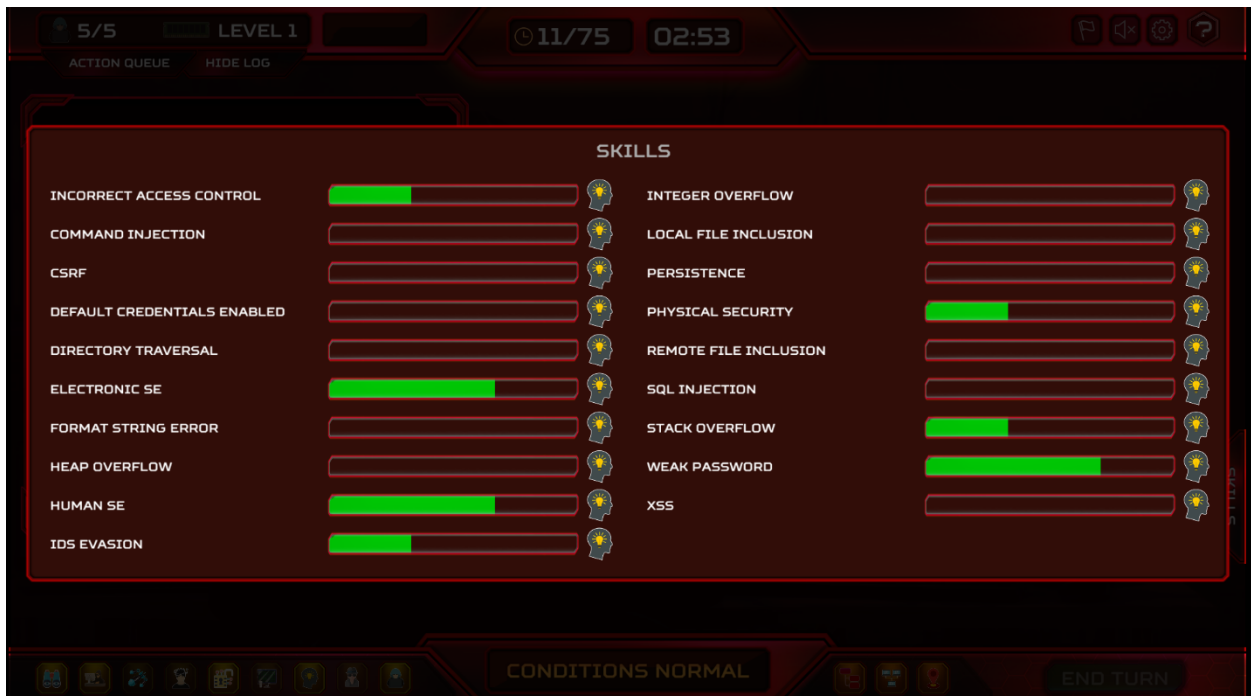 5/5 LEVEL 1
11/75 02:53
ACTION QUEUE HIDE LOG
SKILLS
INCORRECT ACCESS CONTROL
COMMAND INJECTION
CSRF
DEFAULT CREDENTIALS ENABLED
DIRECTORY TRAVERSAL
ELECTRONIC SE
FORMAT STRING ERROR
HEAP OVERFLOW
HUMAN SE
IDS EVASION
INTEGER OVERFLOW
LOCAL FILE INCLUSION
PERSISTENCE
PHYSICAL SECURITY
REMOTE FILE INCLUSION
SQL INJECTION
STACK OVERFLOW
WEAK PASSWORD
XSS
SKILLS
CONDITIONS NORMAL
END TURN